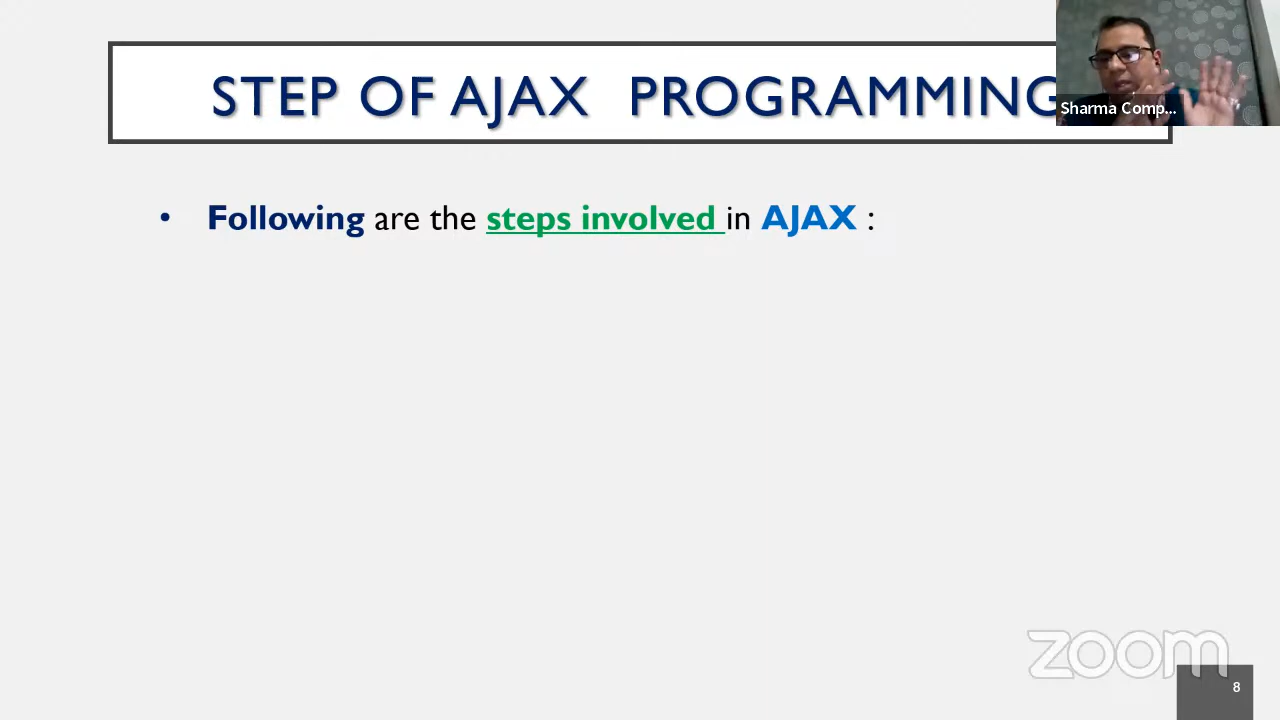 STEP OF AJAX PROGRAMMING
Sharma Comp...
• Following are the steps involved in AJAX :
zoom
8